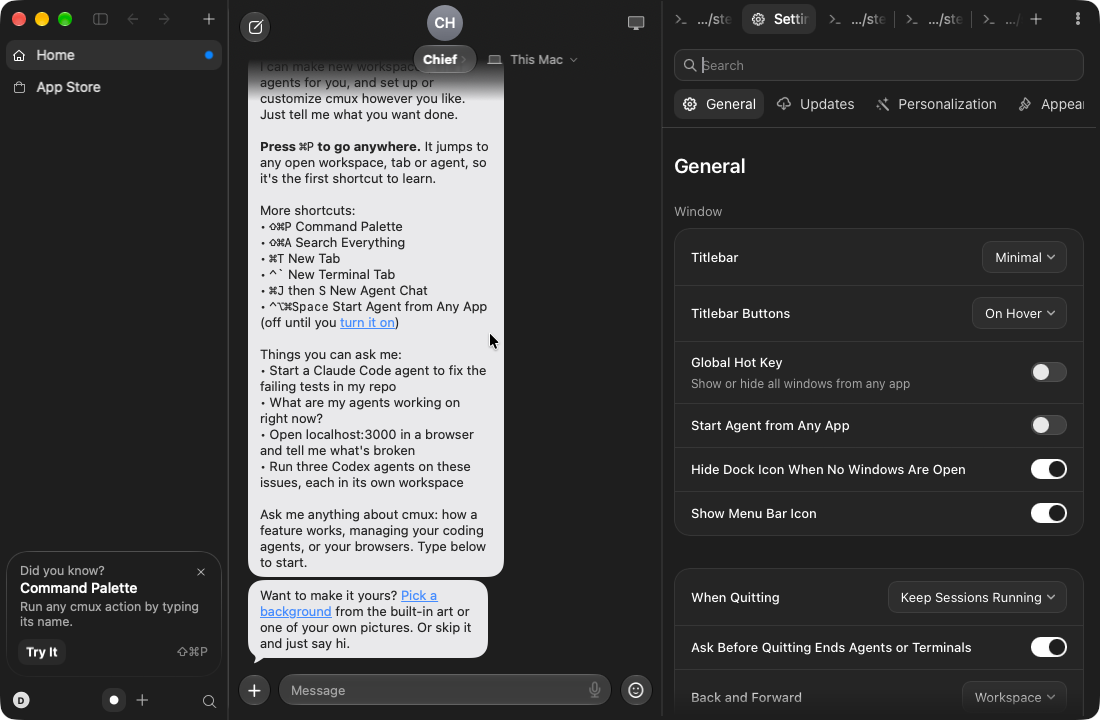 Home
App Store
Did you know?
Command Palette
Run any cmux action by typing
its name.
Try It
⇧⌘P
D
CH
Chief
This Mac
I can make new workspaces
agents for you, and set up or
customize cmux however you like.
Just tell me what you want done.
Press ⌘P to go anywhere. It jumps to
any open workspace, tab or agent, so
it's the first shortcut to learn.
More shortcuts:
• ⇧⌘P Command Palette
• ⇧⌘A Search Everything
• ⌘T New Tab
• ^` New Terminal Tab
• ⌘J then S New Agent Chat
• ^⌥⌘Space Start Agent from Any App
(off until you turn it on)
Things you can ask me:
• Start a Claude Code agent to fix the
failing tests in my repo
• What are my agents working on
right now?
• Open localhost:3000 in a browser
and tell me what's broken
• Run three Codex agents on these
issues, each in its own workspace
Ask me anything about cmux: how a
feature works, managing your coding
agents, or your browsers. Type below
to start.
Want to make it yours? Pick a
background from the built-in art or
one of your own pictures. Or skip it
and just say hi.
Message
.../ste
Settin
.../ste
.../ste
.../
Search
General
Updates
Personalization
Appear
General
Window
Titlebar
Minimal
Titlebar Buttons
On Hover
Global Hot Key
Show or hide all windows from any app
Start Agent from Any App
Hide Dock Icon When No Windows Are Open
Show Menu Bar Icon
When Quitting
Keep Sessions Running
Ask Before Quitting Ends Agents or Terminals
Back and Forward
Workspace